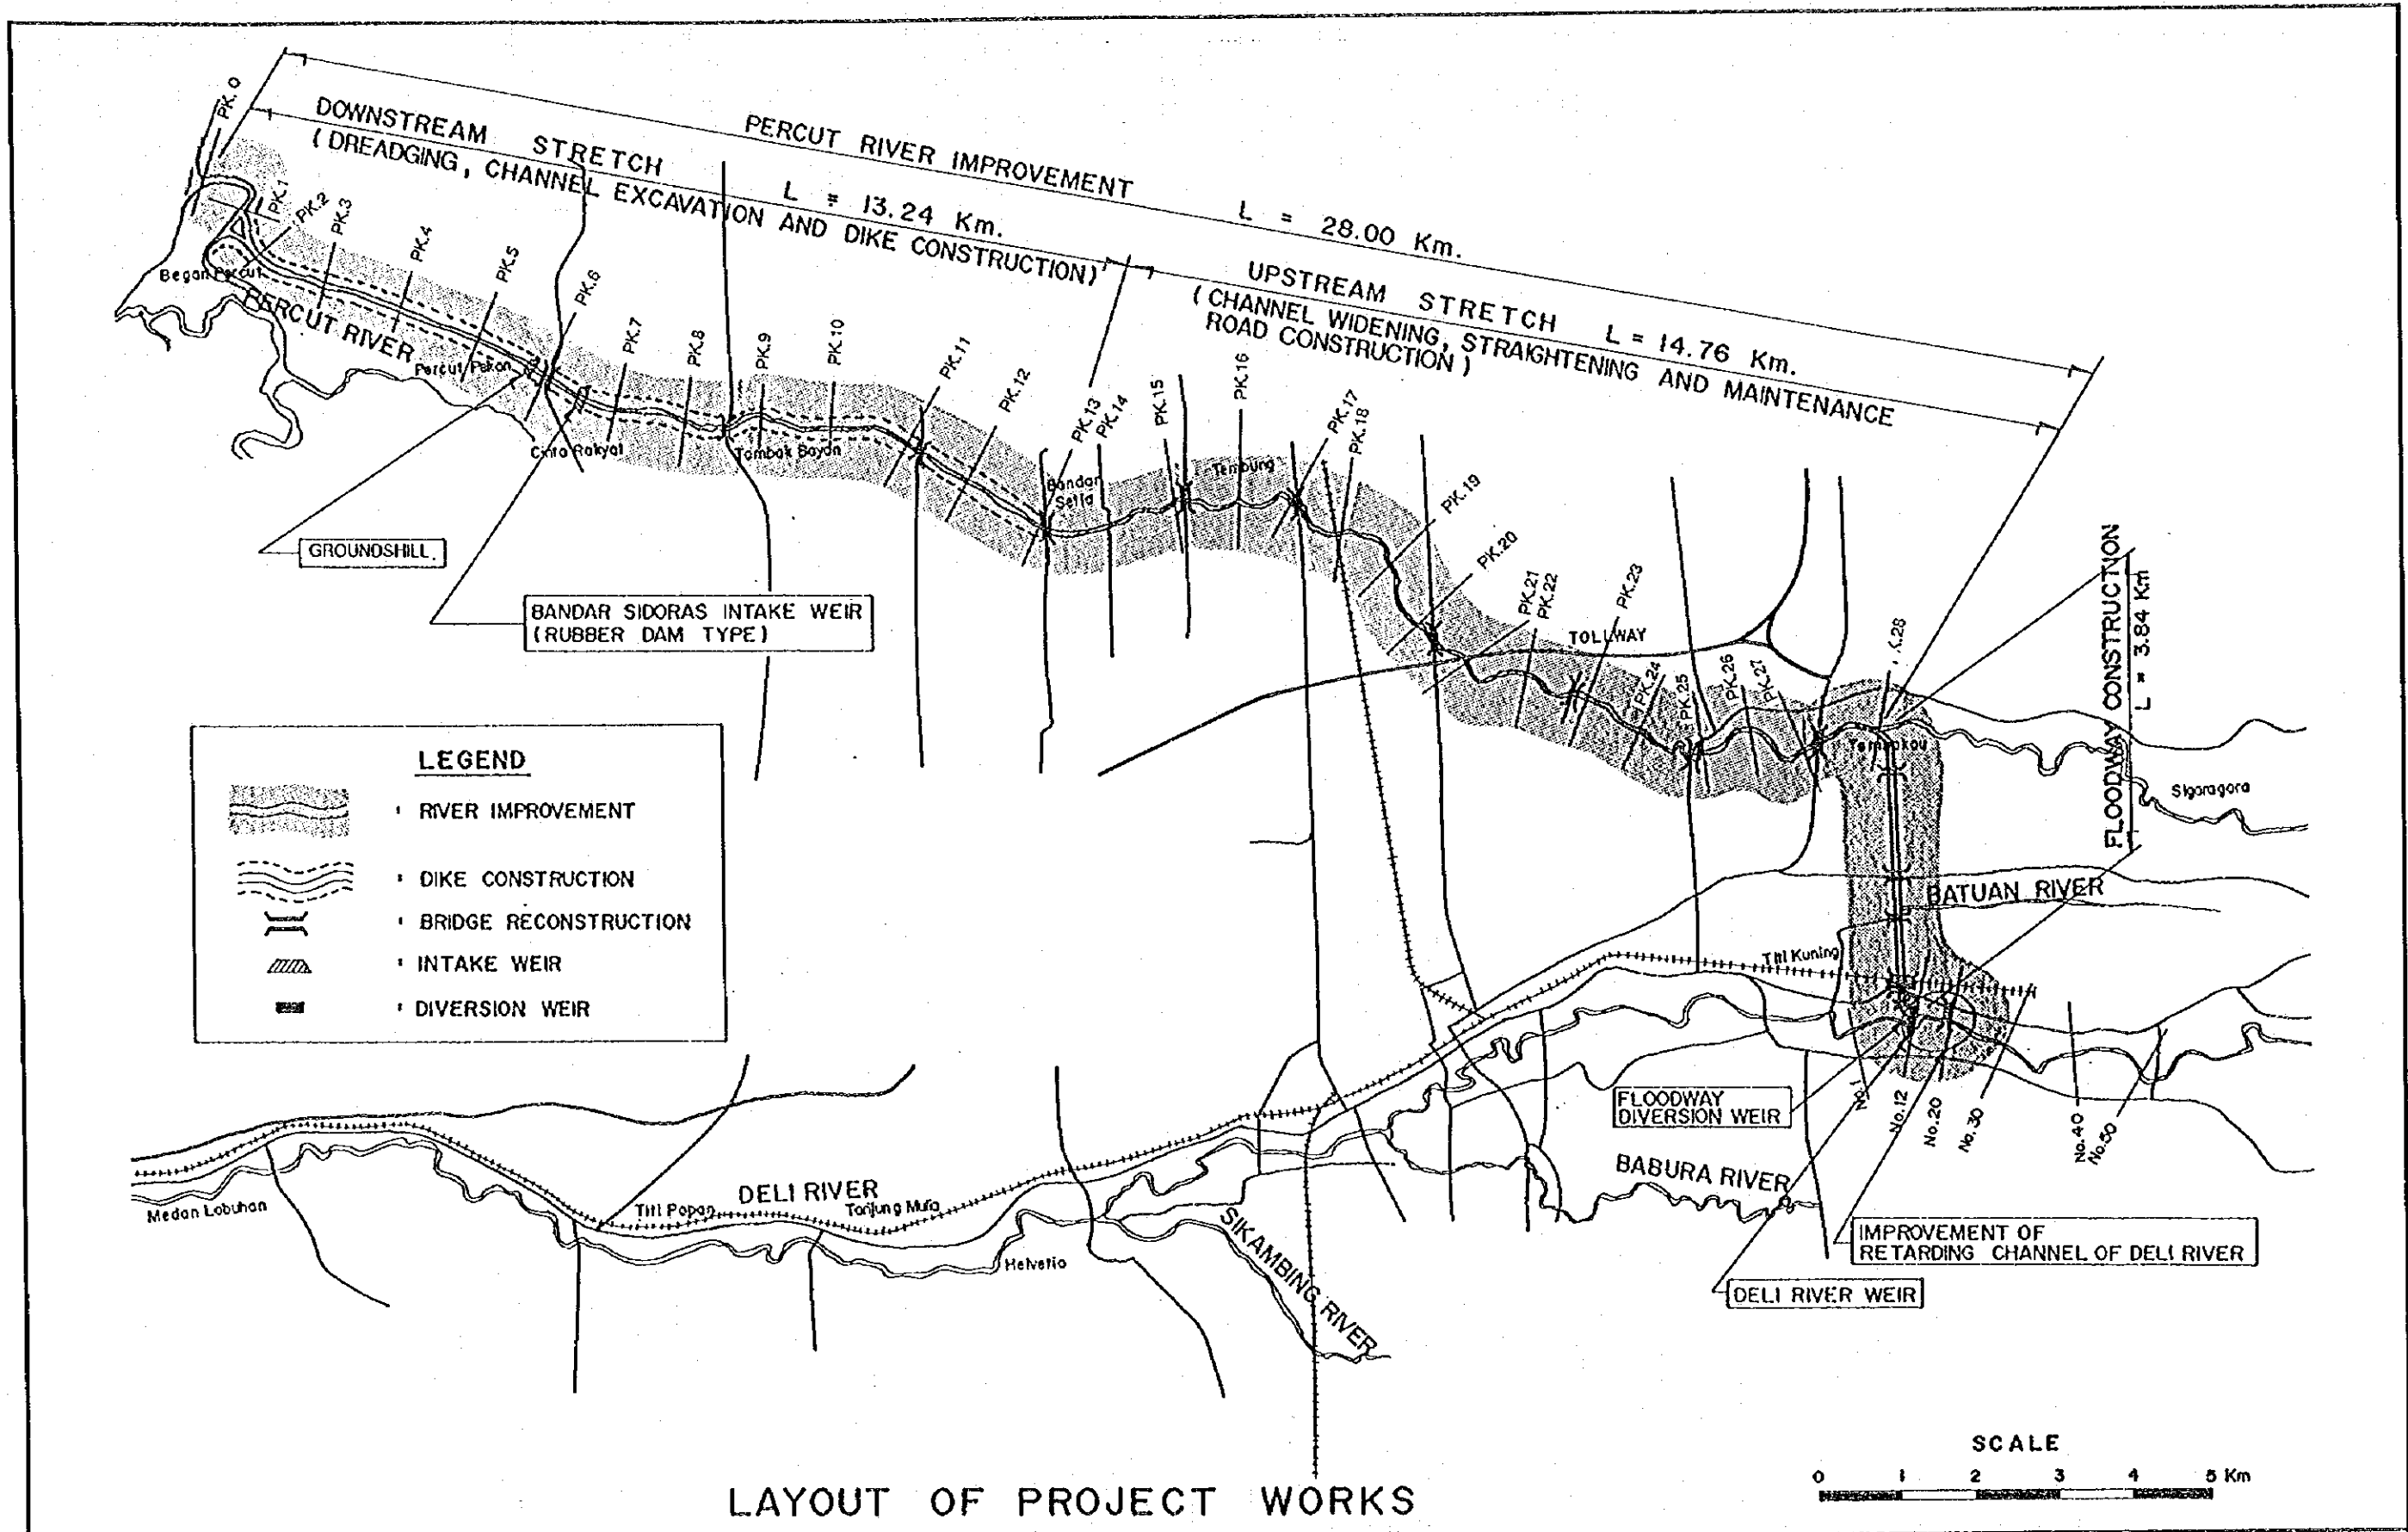 PERCUT RIVER IMPROVEMENT L = 28.00 Km.
DOWNSTREAM STRETCH L = 13.24 Km.
(DREADGING, CHANNEL EXCAVATION AND DIKE CONSTRUCTION)
UPSTREAM STRETCH L = 14.76 Km.
(CHANNEL WIDENING, STRAIGHTENING AND MAINTENANCE
ROAD CONSTRUCTION)
PK.0
PK.1
PK.2
PK.3
PK.4
PK.5
PK.6
PK.7
PK.8
PK.9
PK.10
PK.11
PK.12
PK.13
PK.14
PK.15
PK.16
PK.17
PK.18
PK.19
PK.20
PK.21
PK.22
PK.23
PK.24
PK.25
PK.26
PK.27
Began Percut
PERCUT RIVER
Percut Pekan
Cinta Rakyat
Tambak Bayan
Bandar
Setia
Tembung
TOLLWAY
Sigaragara
FLOODWAY CONSTRUCTION
L = 3.84 Km
GROUNDSHILL.
BANDAR SIDORAS INTAKE WEIR
(RUBBER DAM TYPE)
LEGEND
: RIVER IMPROVEMENT
: DIKE CONSTRUCTION
: BRIDGE RECONSTRUCTION
: INTAKE WEIR
: DIVERSION WEIR
BATUAN RIVER
Titi Kuning
FLOODWAY
DIVERSION WEIR
No.1
No.12
No.20
No.30
No.40
No.50
BABURA RIVER
IMPROVEMENT OF
RETARDING CHANNEL OF DELI RIVER
DELI RIVER WEIR
Medan Labuhan
Titi Papan
DELI RIVER
Tanjung Mulia
Helvetia
SIKAMBING RIVER
SCALE
0 1 2 3 4 5 Km
LAYOUT OF PROJECT WORKS